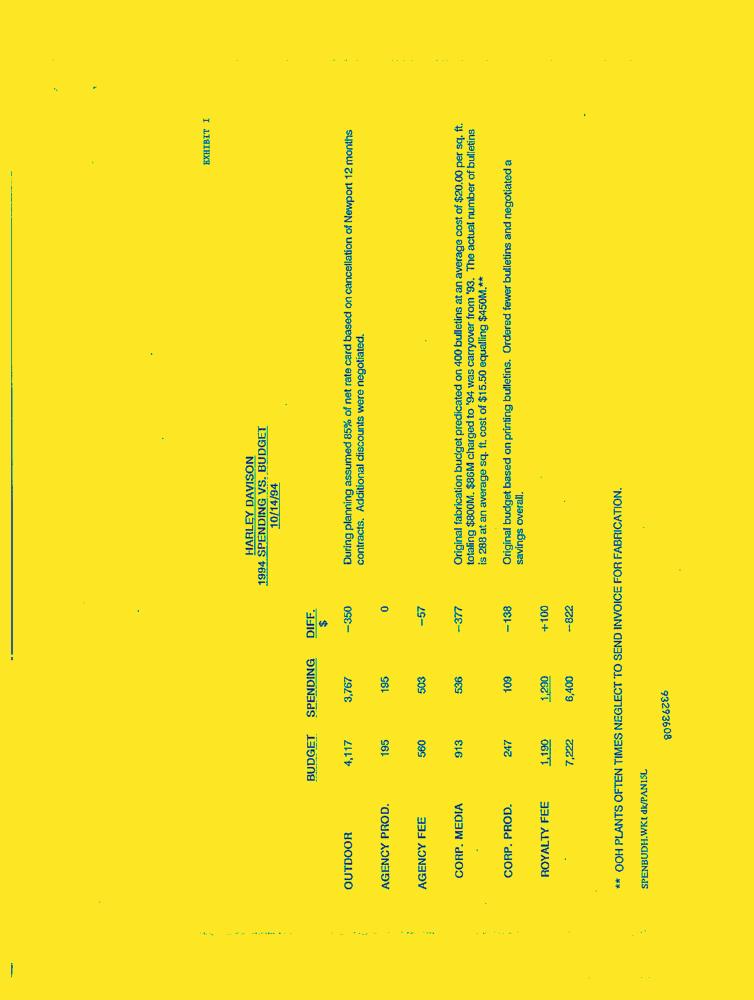 EXHIBIT I
HARLEY DAVISON
1994 SPENDING VS. BUDGET
10/14/94
BUDGET SPENDING DIFF.
$
OUTDOOR 4,117 3,767 −350 During planning assumed 85% of net rate card based on cancellation of Newport 12 months
contracts. Additional discounts were negotiated.
AGENCY PROD. 195 195 0
AGENCY FEE 560 503 −57
CORP. MEDIA 913 536 −377 Original fabrication budget predicated on 400 bulletins at an average cost of $20.00 per sq. ft.
totaling $800M. $86M charged to '94 was carryover from '93. The actual number of bulletins
is 288 at an average sq. ft. cost of $15.50 equalling $450M.**
CORP. PROD. 247 109 −138 Original budget based on printing bulletins. Ordered fewer bulletins and negotiated a
savings overall.
ROYALTY FEE 1,190 1,290 +100
7,222 6,400 −822
** OOH PLANTS OFTEN TIMES NEGLECT TO SEND INVOICE FOR FABRICATION.
SPENBUDH.WK1 dk/PAN15L
93293608